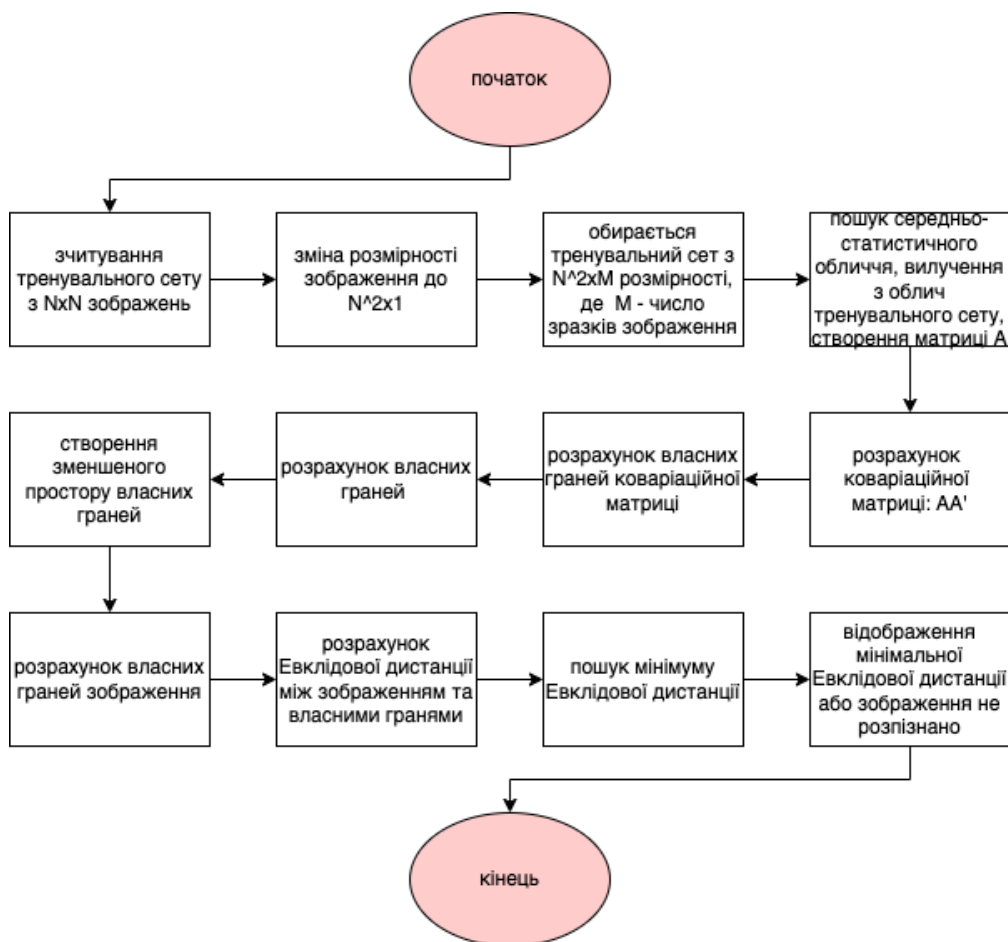 початок
зчитування
тренувального сету
з NxN зображень
зміна розмірності
зображення до
N^2x1
обирається
тренувальний сет з
N^2xM розмірності,
де M - число
зразків зображення
пошук середньо-
статистичного
обличчя, вилучення
з облич
тренувального сету,
створення матриці A
розрахунок
коваріаційної
матриці: AA'
розрахунок власних
граней коваріаційної
матриці
розрахунок власних
граней
створення
зменшеного
простору власних
граней
розрахунок власних
граней зображення
розрахунок
Евклідової дистанції
між зображенням та
власними гранями
пошук мінімуму
Евклідової дистанції
відображення
мінімальної
Евклідової дистанції
або зображення не
розпізнано
кінець